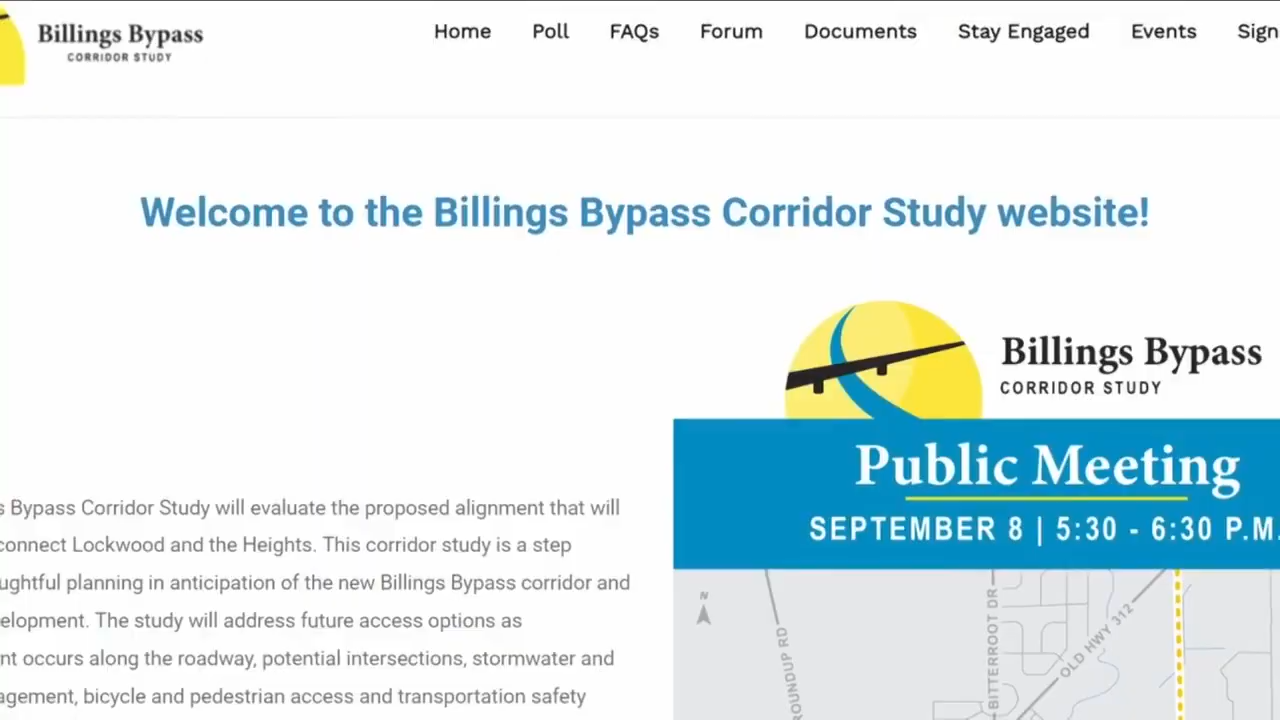 Billings Bypass
CORRIDOR STUDY
Home Poll FAQs Forum Documents Stay Engaged Events Sign
Welcome to the Billings Bypass Corridor Study website!
Billings Bypass
CORRIDOR STUDY
Public Meeting
SEPTEMBER 8 | 5:30 - 6:30 P.M.
s Bypass Corridor Study will evaluate the proposed alignment that will
connect Lockwood and the Heights. This corridor study is a step
ughtful planning in anticipation of the new Billings Bypass corridor and
elopment. The study will address future access options as
nt occurs along the roadway, potential intersections, stormwater and
agement, bicycle and pedestrian access and transportation safety
N
ROUNDUP RD
BITTERROOT DR
OLD HWY 312